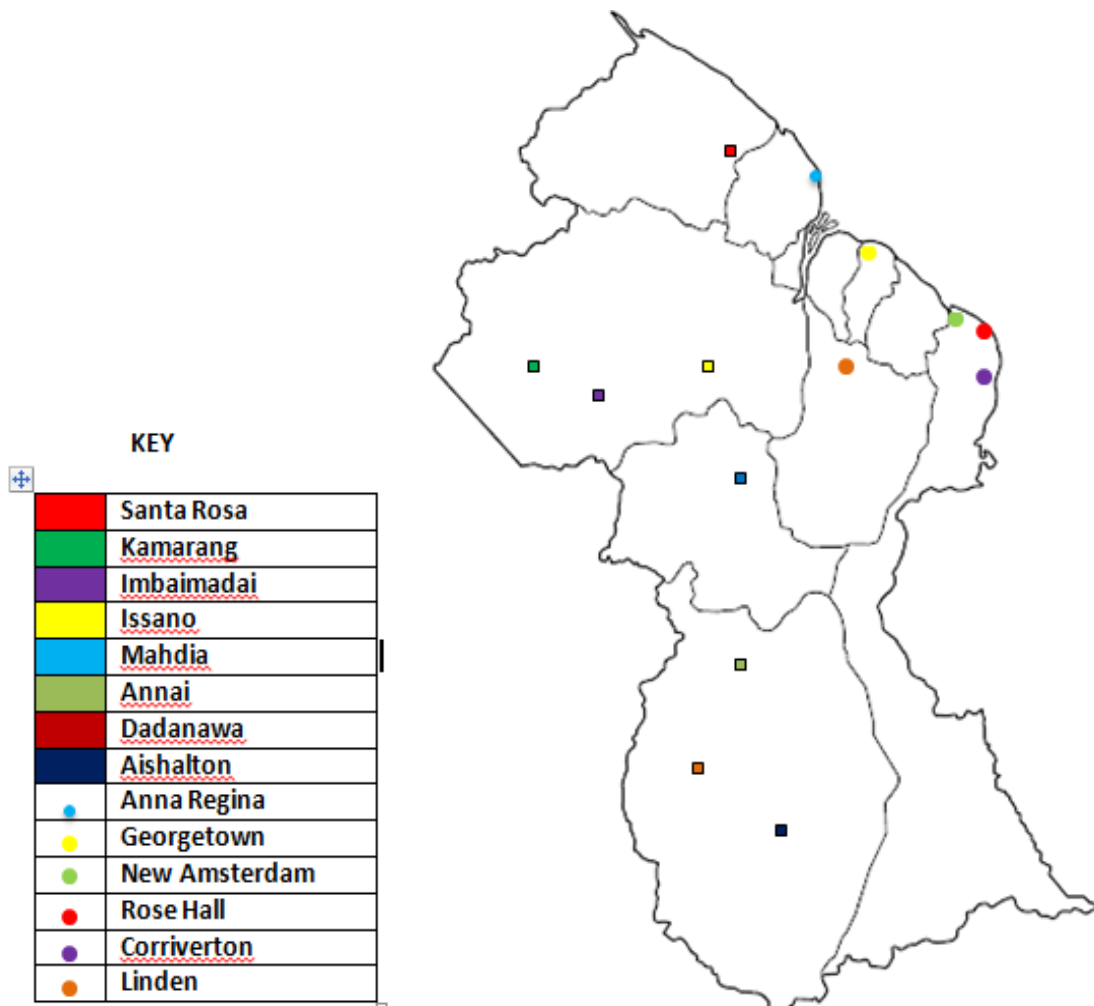 KEY
Santa Rosa
Kamarang
Imbaimadai
Issano
Mahdia
Annai
Dadanawa
Aishalton
Anna Regina
Georgetown
New Amsterdam
Rose Hall
Corriverton
Linden